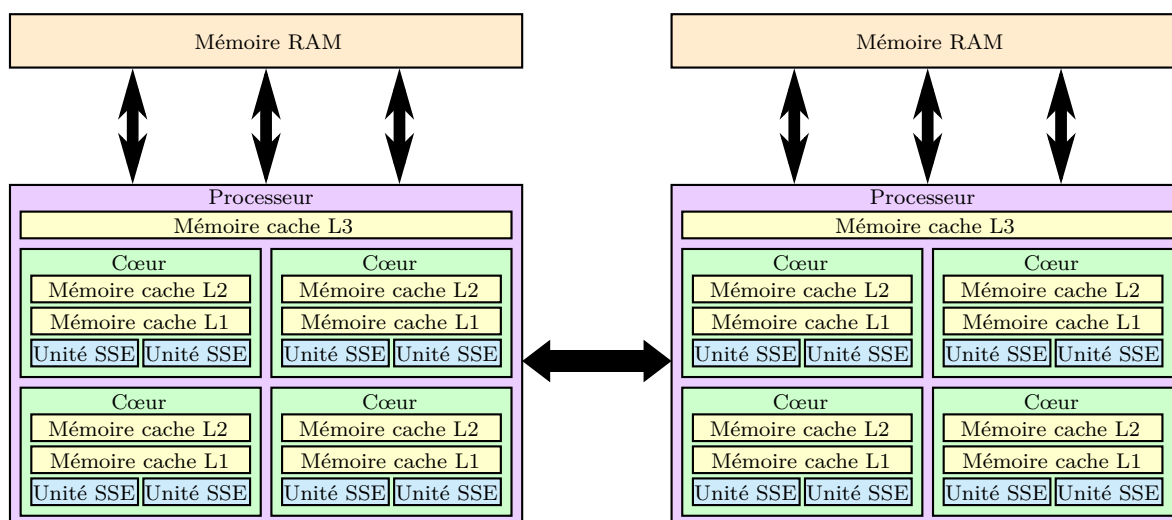 Mémoire RAM
Mémoire RAM
Processeur
Processeur
Mémoire cache L3
Mémoire cache L3
Cœur
Cœur
Cœur
Cœur
Mémoire cache L2
Mémoire cache L2
Mémoire cache L2
Mémoire cache L2
Mémoire cache L1
Mémoire cache L1
Mémoire cache L1
Mémoire cache L1
Unité SSE
Unité SSE
Unité SSE
Unité SSE
Unité SSE
Unité SSE
Unité SSE
Unité SSE
Cœur
Cœur
Cœur
Cœur
Mémoire cache L2
Mémoire cache L2
Mémoire cache L2
Mémoire cache L2
Mémoire cache L1
Mémoire cache L1
Mémoire cache L1
Mémoire cache L1
Unité SSE
Unité SSE
Unité SSE
Unité SSE
Unité SSE
Unité SSE
Unité SSE
Unité SSE